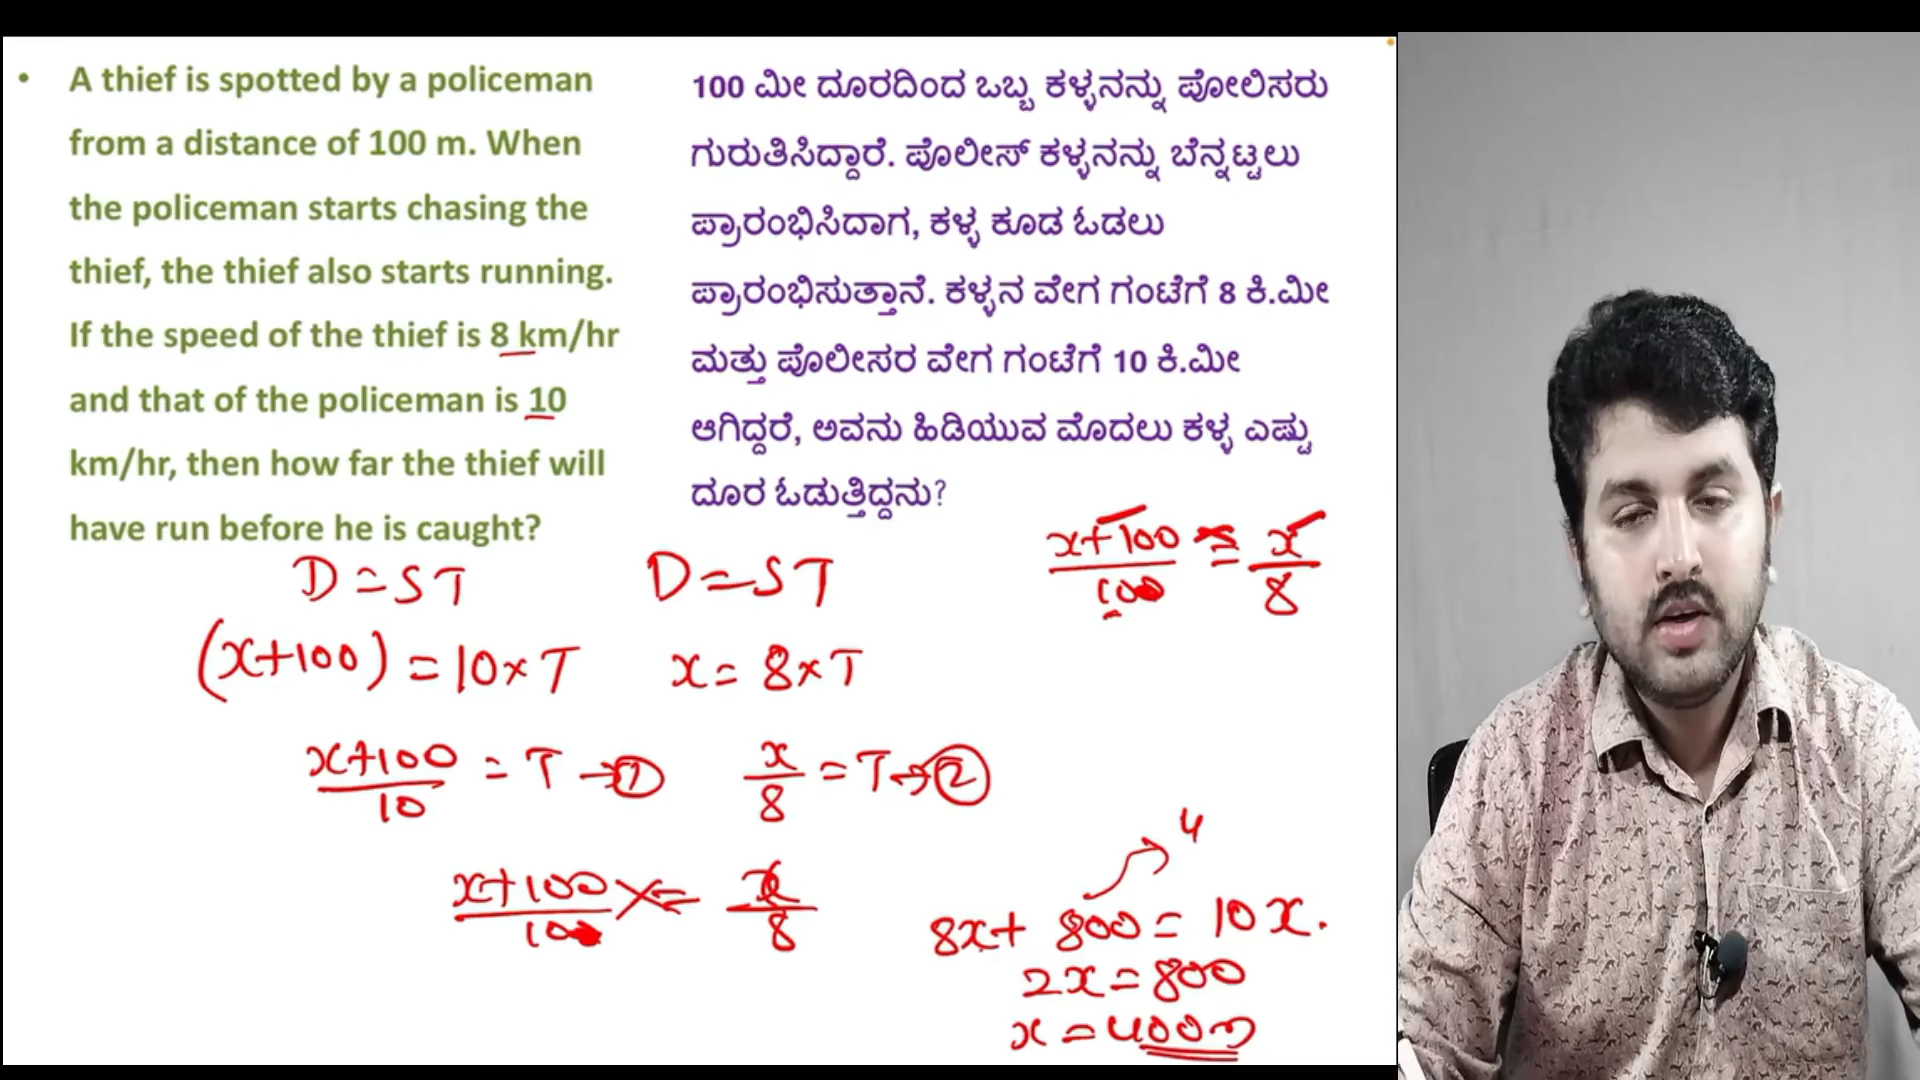 • A thief is spotted by a policeman
from a distance of 100 m. When
the policeman starts chasing the
thief, the thief also starts running.
If the speed of the thief is 8 km/hr
and that of the policeman is 10
km/hr, then how far the thief will
have run before he is caught?
100 ಮೀ ದೂರದಿಂದ ಒಬ್ಬ ಕಳ್ಳನನ್ನು ಪೋಲಿಸರು
ಗುರುತಿಸಿದ್ದಾರೆ. ಪೊಲೀಸ್ ಕಳ್ಳನನ್ನು ಬೆನ್ನಟ್ಟಲು
ಪ್ರಾರಂಭಿಸಿದಾಗ, ಕಳ್ಳ ಕೂಡ ಓಡಲು
ಪ್ರಾರಂಭಿಸುತ್ತಾನೆ. ಕಳ್ಳನ ವೇಗ ಗಂಟೆಗೆ 8 ಕಿ.ಮೀ
ಮತ್ತು ಪೊಲೀಸರ ವೇಗ ಗಂಟೆಗೆ 10 ಕಿ.ಮೀ
ಆಗಿದ್ದರೆ, ಅವನು ಹಿಡಿಯುವ ಮೊದಲು ಕಳ್ಳ ಎಷ್ಟು
ದೂರ ಓಡುತ್ತಿದ್ದನು?
D = ST
(x+100) = 10 × T
x+100
10
= T → 1
D = ST
x = 8 × T
x
8
= T → 2
x+100 = x
10 8
x+100 = x
10 8
4
8x + 800 = 10x.
2x = 800
x = 400m